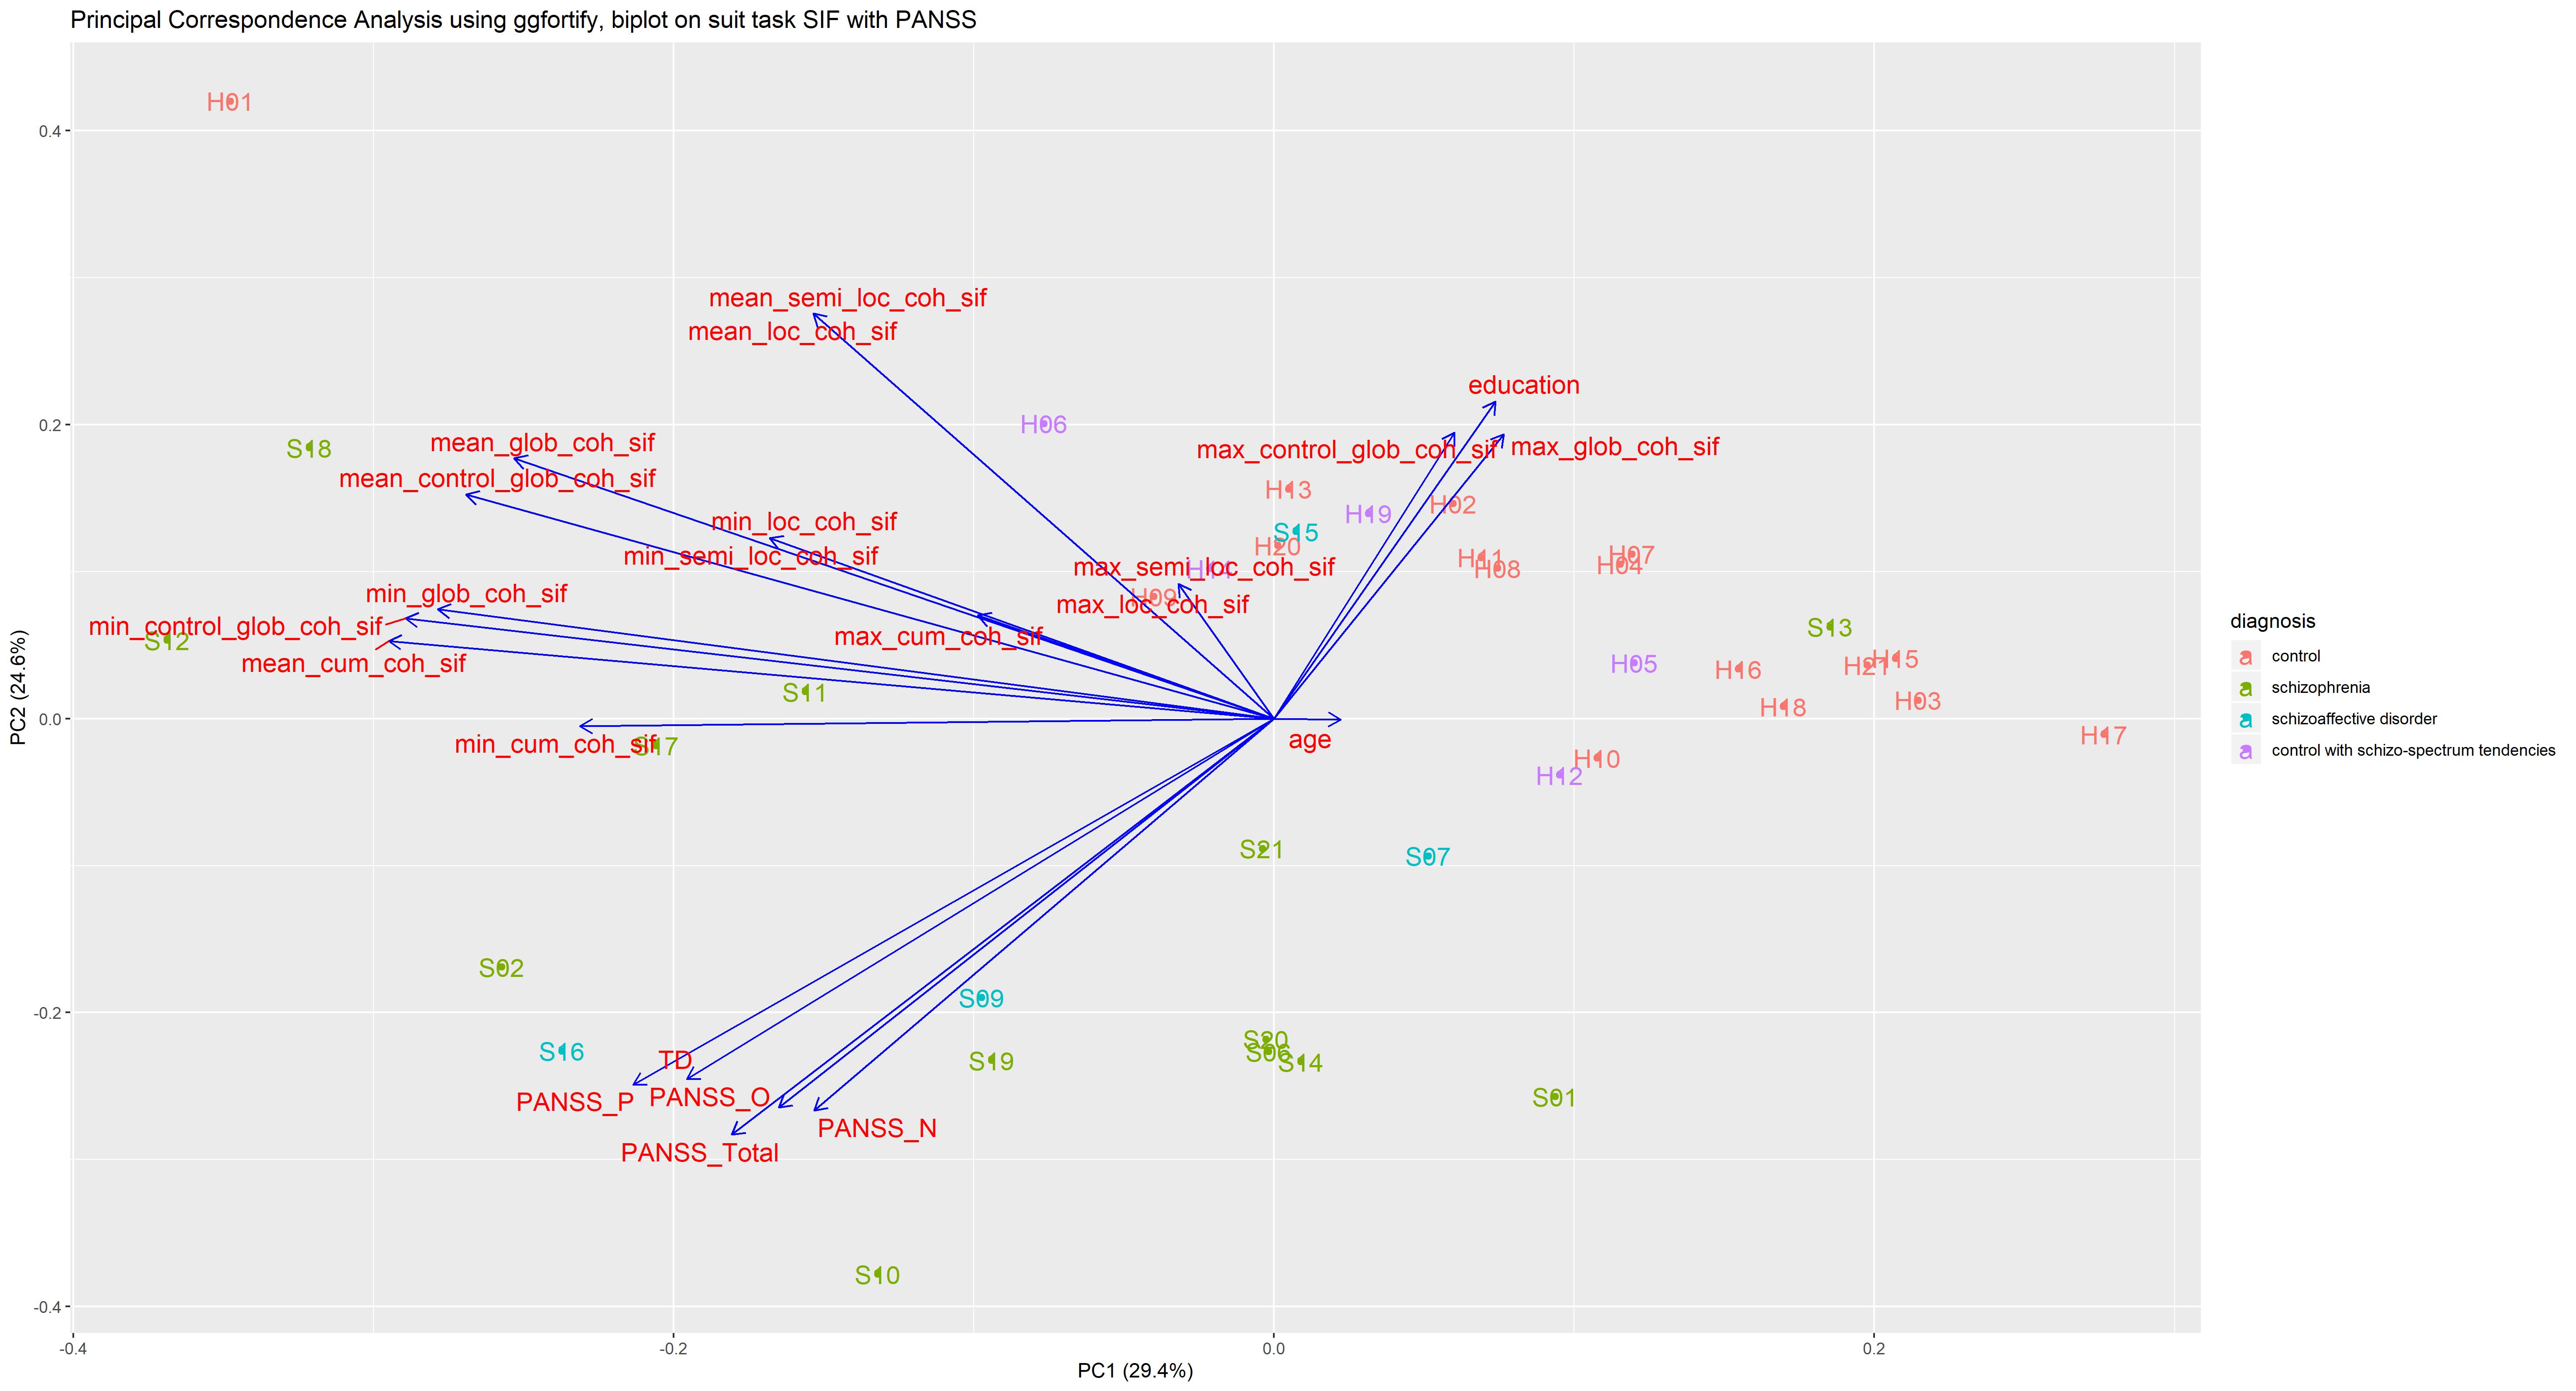 Principal Correspondence Analysis using ggfortify, biplot on suit task SIF with PANSS
H01
0.4
mean_semi_loc_coh_sif
mean_loc_coh_sif
education
0.2
H06
S18
mean_glob_coh_sif
max_control_glob_coh_sif
max_glob_coh_sif
mean_control_glob_coh_sif
H13
H02
H19
min_loc_coh_sif
S15
H20
min_semi_loc_coh_sif
H11
H07
H04
H08
max_semi_loc_coh_sif
min_glob_coh_sif
H09
max_loc_coh_sif
min_control_glob_coh_sif
S12
max_cum_coh_sif
S13
mean_cum_coh_sif
H05
H16
H21
H15
S11
H18
H03
0.0
min_cum_coh_sif
S17
age
H17
H10
H12
S21
S07
S02
S09
-0.2
S16
TD
S19
S20
S06
S14
PANSS_P
PANSS_O
S01
PANSS_N
PANSS_Total
S10
-0.4
-0.4
-0.2
0.0
0.2
PC1 (29.4%)
PC2 (24.6%)
diagnosis
a control
a schizophrenia
a schizoaffective disorder
a control with schizo-spectrum tendencies